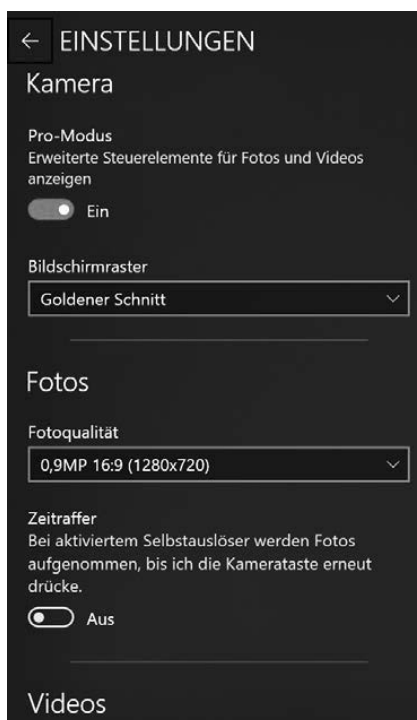 EINSTELLUNGEN
Kamera
Pro-Modus
Erweiterte Steuerelemente für Fotos und Videos
anzeigen
Ein
Bildschirmraster
Goldener Schnitt
Fotos
Fotoqualität
0,9MP 16:9 (1280x720)
Zeitraffer
Bei aktiviertem Selbstauslöser werden Fotos
aufgenommen, bis ich die Kamerataste erneut
drücke.
Aus
Videos